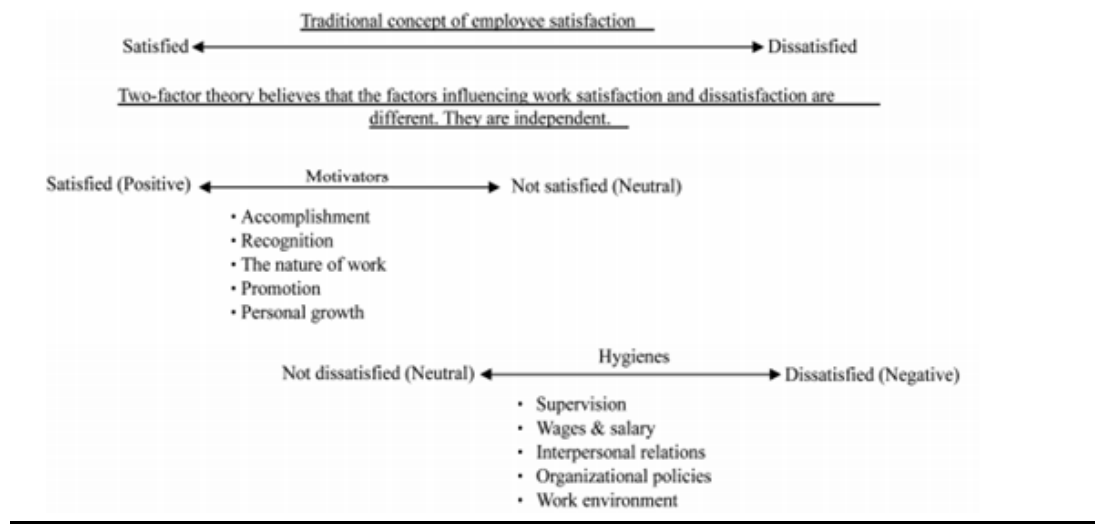 Traditional concept of employee satisfaction
Satisfied Dissatisfied
Two-factor theory believes that the factors influencing work satisfaction and dissatisfaction are
different. They are independent.
Motivators
Satisfied (Positive) Not satisfied (Neutral)
• Accomplishment
• Recognition
• The nature of work
• Promotion
• Personal growth
Hygienes
Not dissatisfied (Neutral) Dissatisfied (Negative)
• Supervision
• Wages & salary
• Interpersonal relations
• Organizational policies
• Work environment